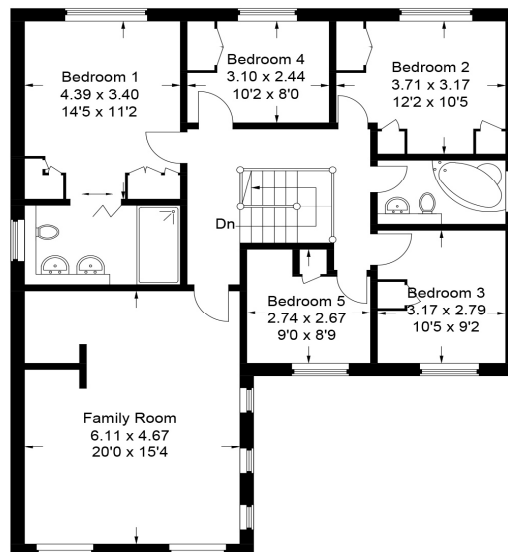 Bedroom 1
4.39 x 3.40
14'5 x 11'2
Bedroom 4
3.10 x 2.44
10'2 x 8'0
Bedroom 2
3.71 x 3.17
12'2 x 10'5
Dn
Bedroom 5
2.74 x 2.67
9'0 x 8'9
Bedroom 3
3.17 x 2.79
10'5 x 9'2
Family Room
6.11 x 4.67
20'0 x 15'4